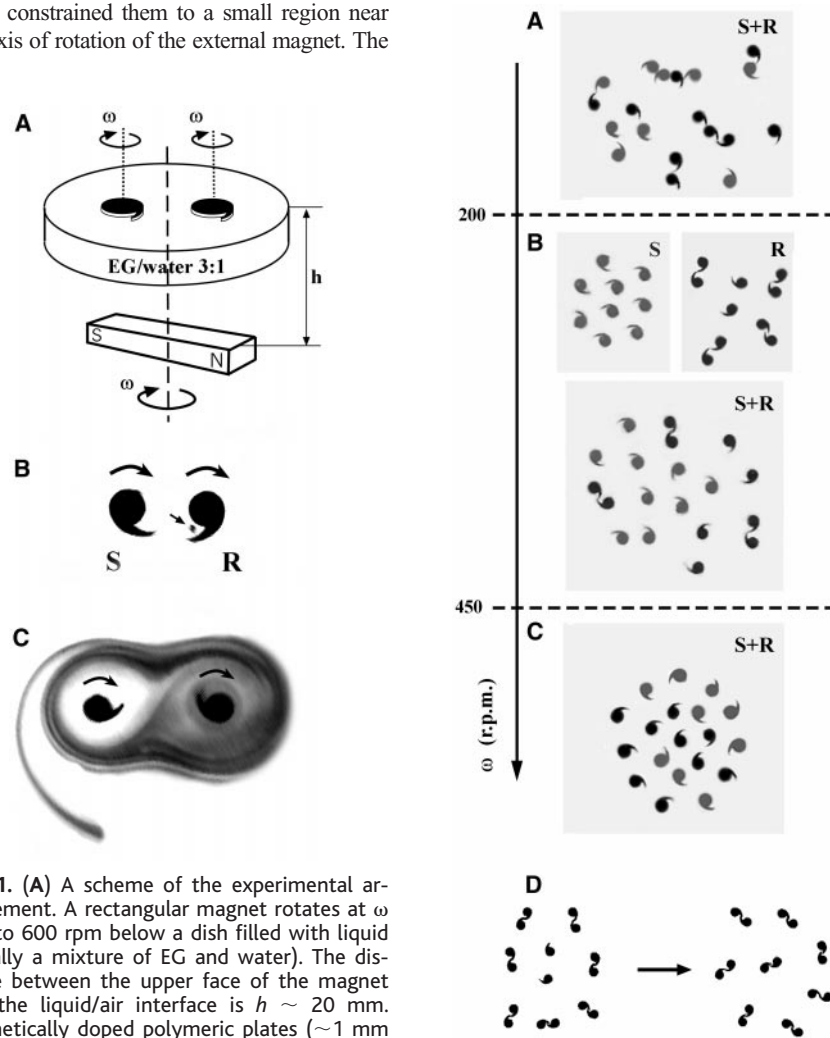 constrained them to a small region near
xis of rotation of the external magnet. The
A
ω
ω
EG/water 3:1
h
S
N
ω
B
S
R
C
1. (A) A scheme of the experimental ar-
ement. A rectangular magnet rotates at ω
to 600 rpm below a dish filled with liquid
ally a mixture of EG and water). The dis-
e between the upper face of the magnet
the liquid/air interface is h ∼ 20 mm.
netically doped polymeric plates (∼1 mm
A
S+R
200
B
S
R
S+R
450
C
S+R
ω (r.p.m.)
D